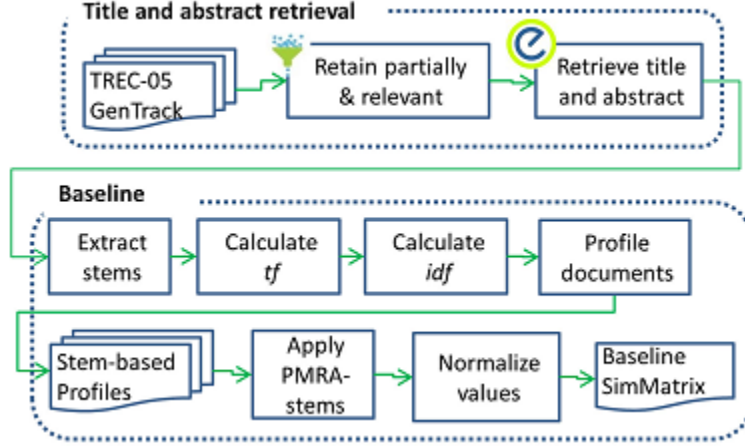 Title and abstract retrieval
TREC-05
GenTrack
Retain partially
& relevant
Retrieve title
and abstract
Baseline
Extract
stems
Calculate
tf
Calculate
idf
Profile
documents
Stem-based
Profiles
Apply
PMRA-
stems
Normalize
values
Baseline
SimMatrix